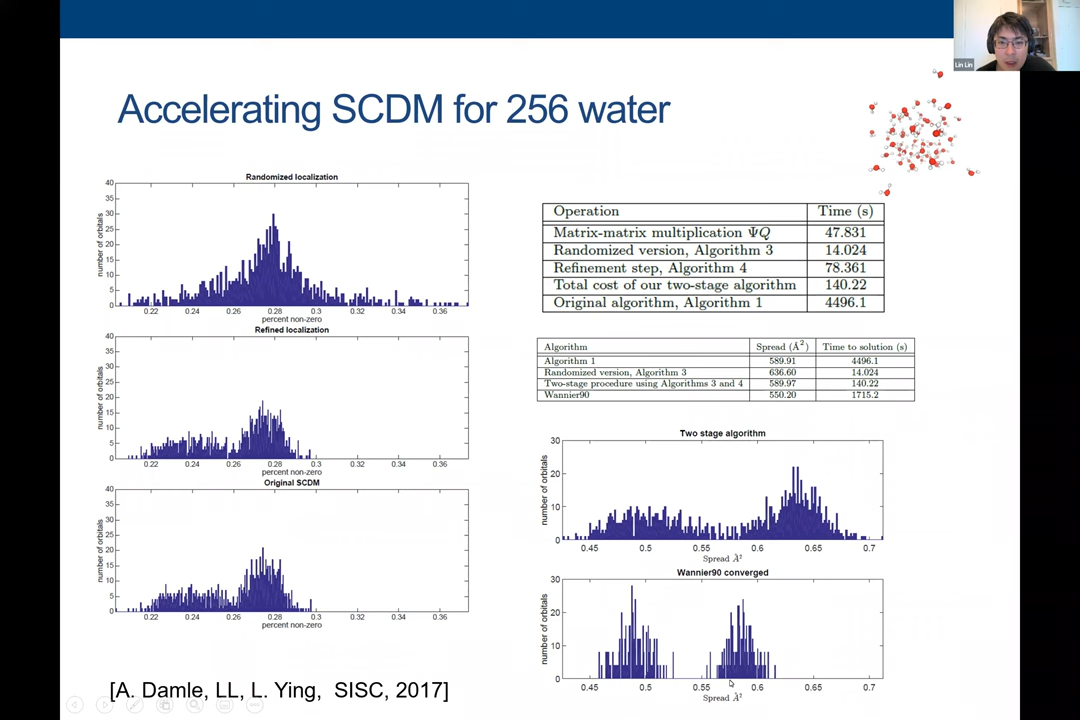 Lin Lin
Accelerating SCDM for 256 water
Randomized localization
number of orbitals
40
35
30
25
20
15
10
5
0
0.22 0.24 0.26 0.28 0.3 0.32 0.34 0.36
percent non-zero
Refined localization
number of orbitals
40
35
30
25
20
15
10
5
0
0.22 0.24 0.26 0.28 0.3 0.32 0.34 0.36
percent non-zero
Original SCDM
number of orbitals
40
35
30
25
20
15
10
5
0
0.22 0.24 0.26 0.28 0.3 0.32 0.34 0.36
percent non-zero
[A. Damle, LL, L. Ying, SISC, 2017]
Operation Time (s)
Matrix-matrix multiplication ΨQ 47.831
Randomized version, Algorithm 3 14.024
Refinement step, Algorithm 4 78.361
Total cost of our two-stage algorithm 140.22
Original algorithm, Algorithm 1 4496.1
Algorithm Spread (Å²) Time to solution (s)
Algorithm 1 589.91 4496.1
Randomized version, Algorithm 3 636.60 14.024
Two-stage procedure using Algorithms 3 and 4 589.97 140.22
Wannier90 550.20 1715.2
Two stage algorithm
number of orbitals
30
20
10
0
0.45 0.5 0.55 0.6 0.65 0.7
Spread Å²
Wannier90 converged
number of orbitals
30
20
10
0
0.45 0.5 0.55 0.6 0.65 0.7
Spread Å²